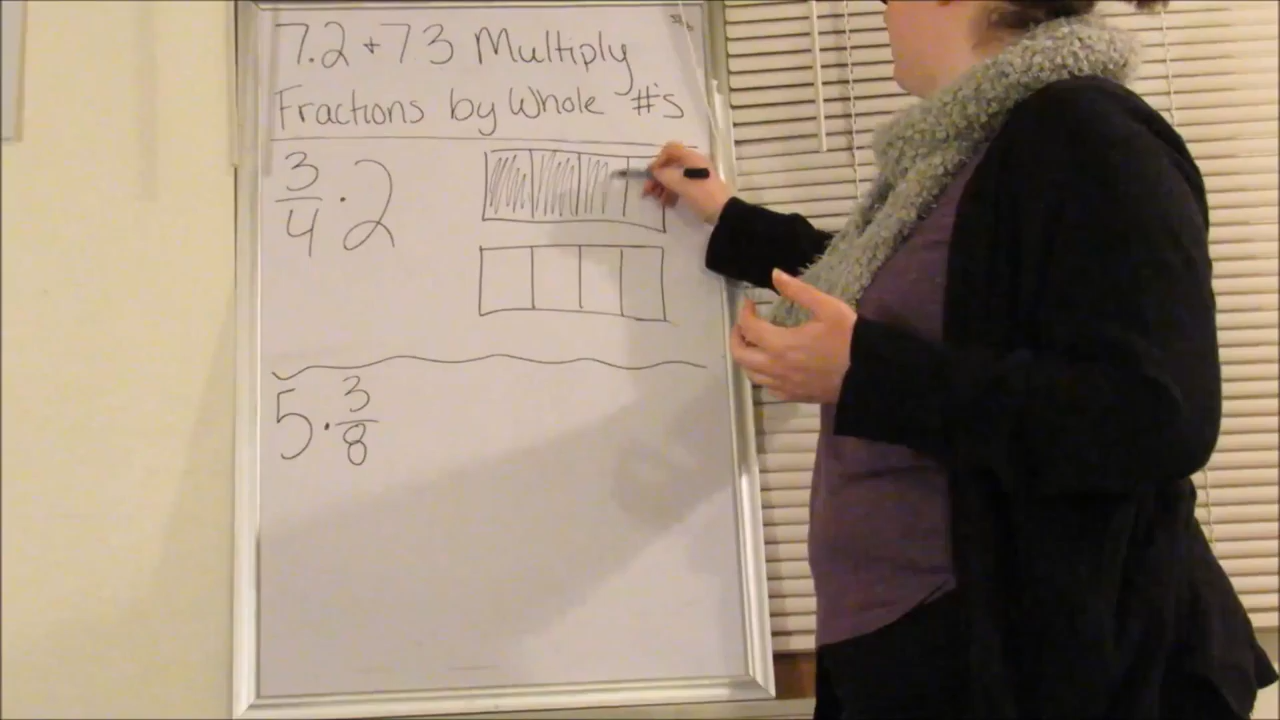 7.2 + 7.3 Multiply
Fractions by Whole #'s
3/4 · 2
5 · 3/8